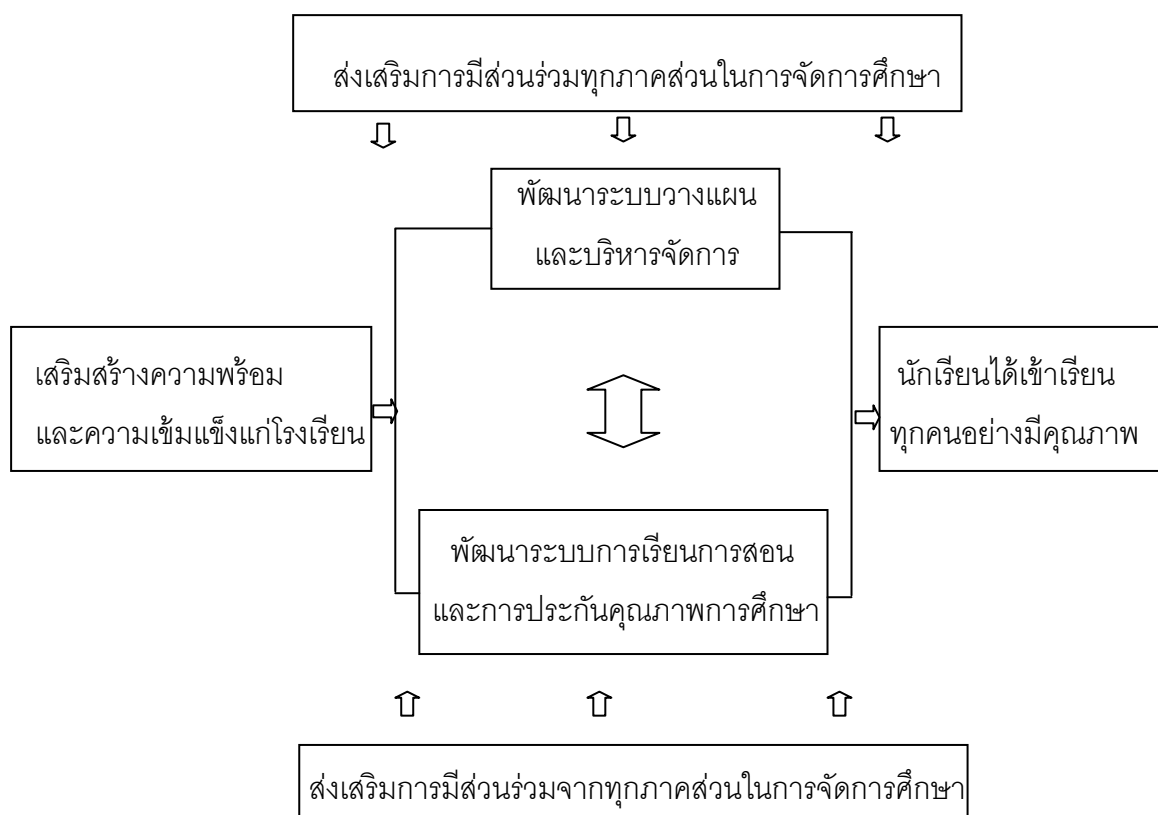 ส่งเสริมการมีส่วนร่วมทุกภาคส่วนในการจัดการศึกษา
พัฒนาระบบวางแผน
และบริหารจัดการ
เสริมสร้างความพร้อม
และความเข้มแข็งแก่โรงเรียน
นักเรียนได้เข้าเรียน
ทุกคนอย่างมีคุณภาพ
พัฒนาระบบการเรียนการสอน
และการประกันคุณภาพการศึกษา
ส่งเสริมการมีส่วนร่วมจากทุกภาคส่วนในการจัดการศึกษา